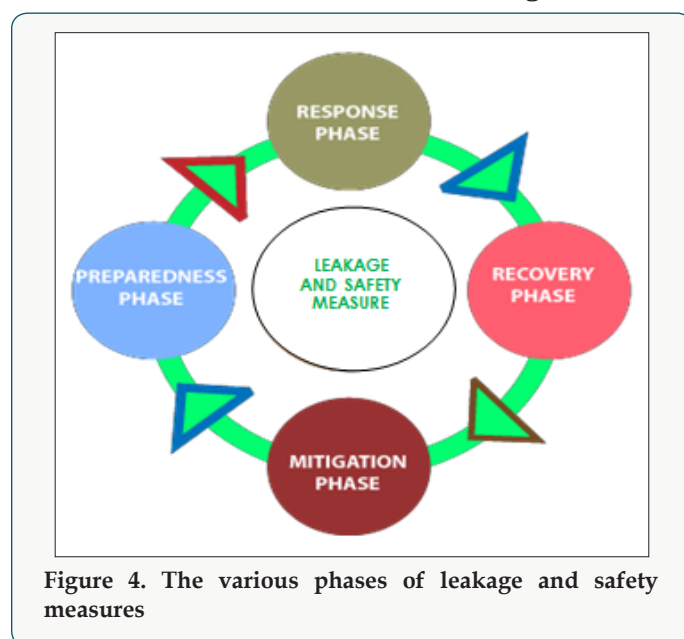 RESPONSE
PHASE
LEAKAGE
AND SAFETY
MEASURE
PREPAREDNESS
PHASE
RECOVERY
PHASE
MITIGATION
PHASE
Figure 4. The various phases of leakage and safety
measures